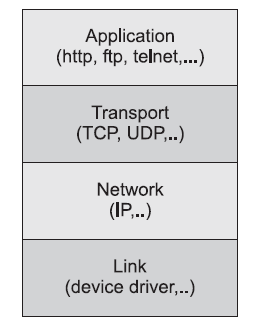 Application
(http, ftp, telnet,...)
Transport
(TCP, UDP,..)
Network
(IP,..)
Link
(device driver,..)